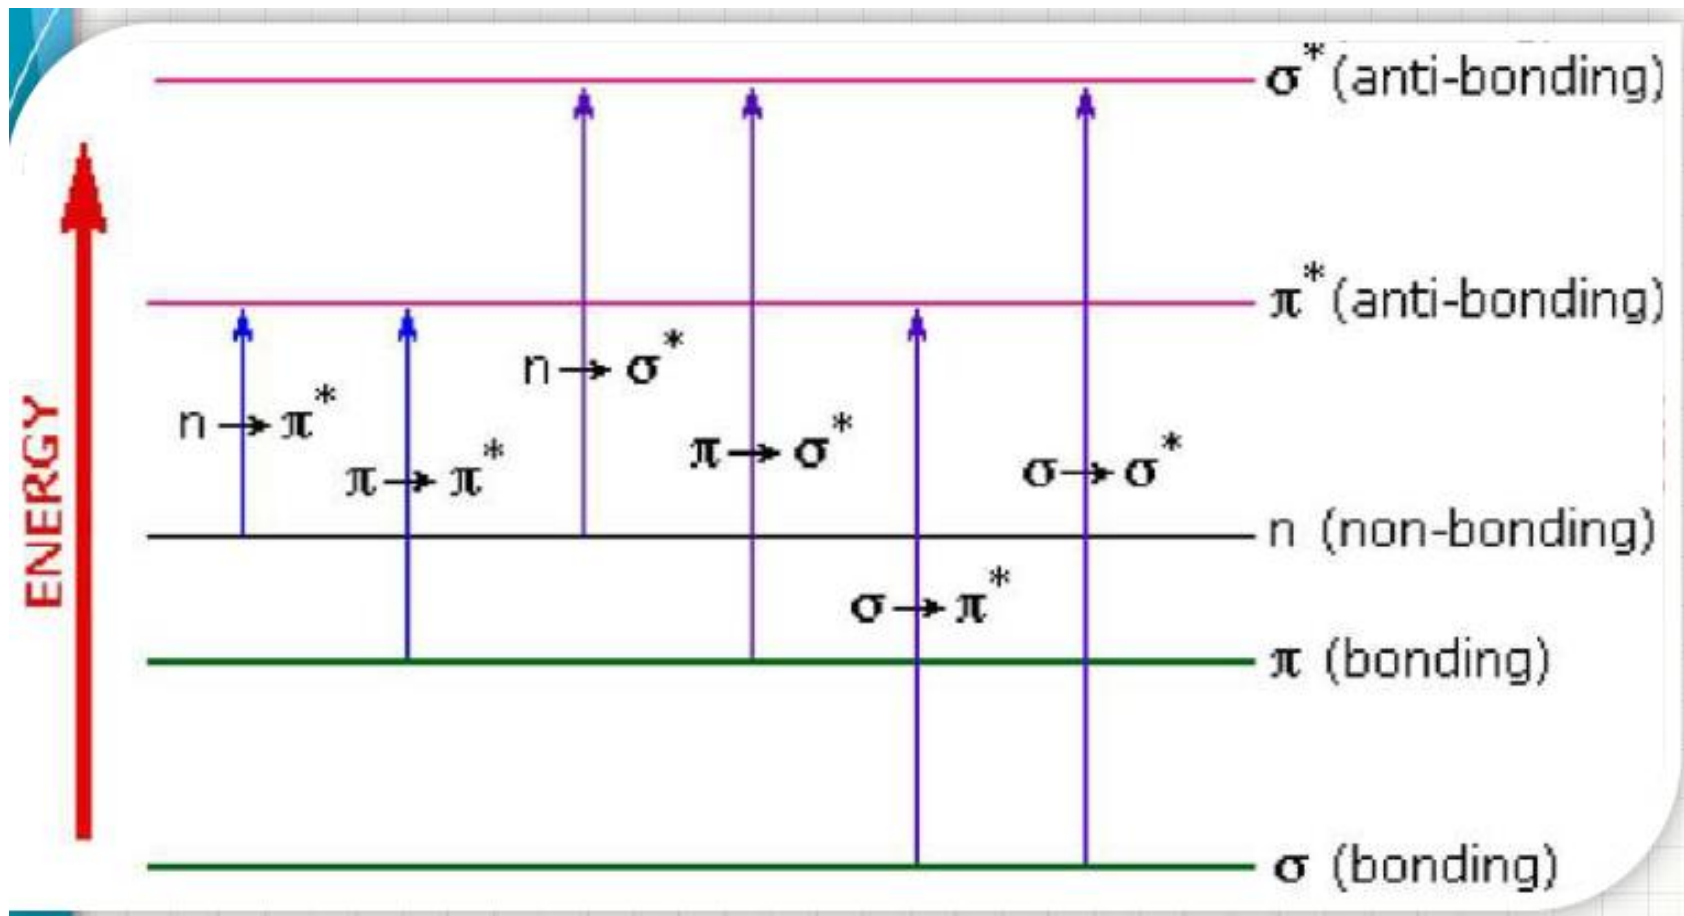 σ* (anti-bonding)
π* (anti-bonding)
n → σ*
n → π*
π → σ*
π → π*
σ → σ*
ENERGY
n (non-bonding)
σ → π*
π (bonding)
σ (bonding)